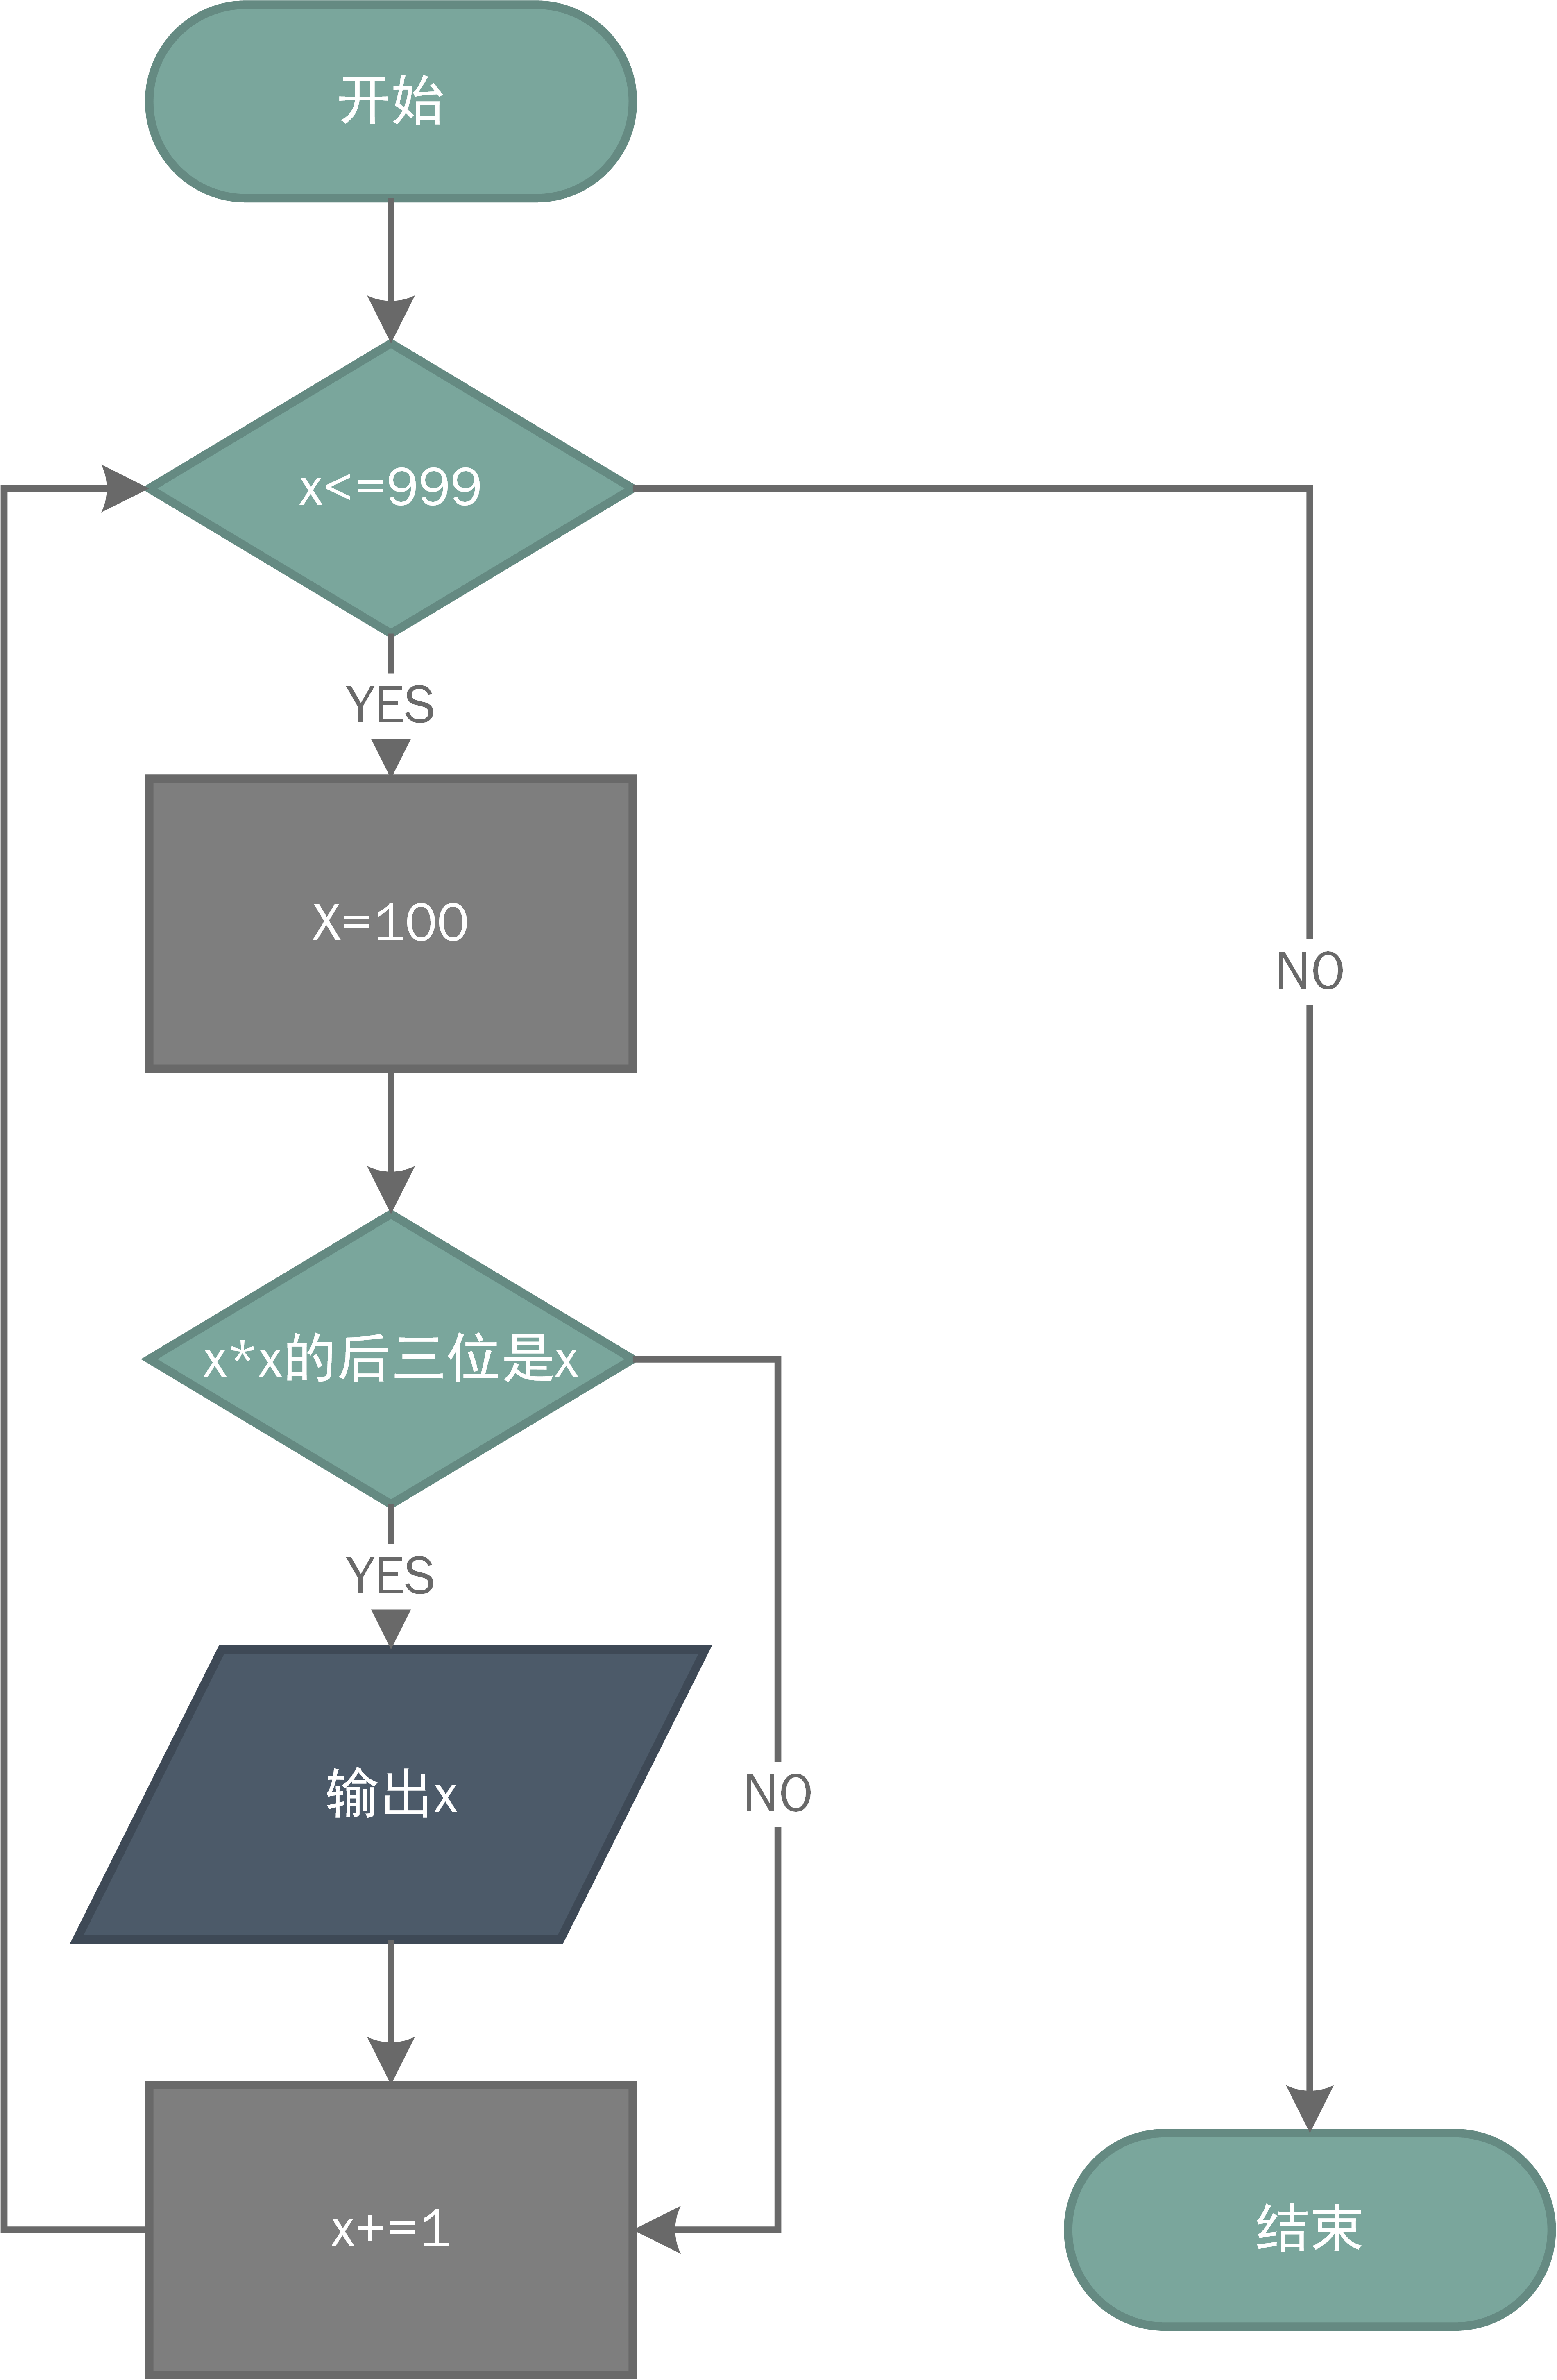 开始
x<=999
YES
X=100
NO
x*x的后三位是x
YES
输出x
NO
x+=1
结束